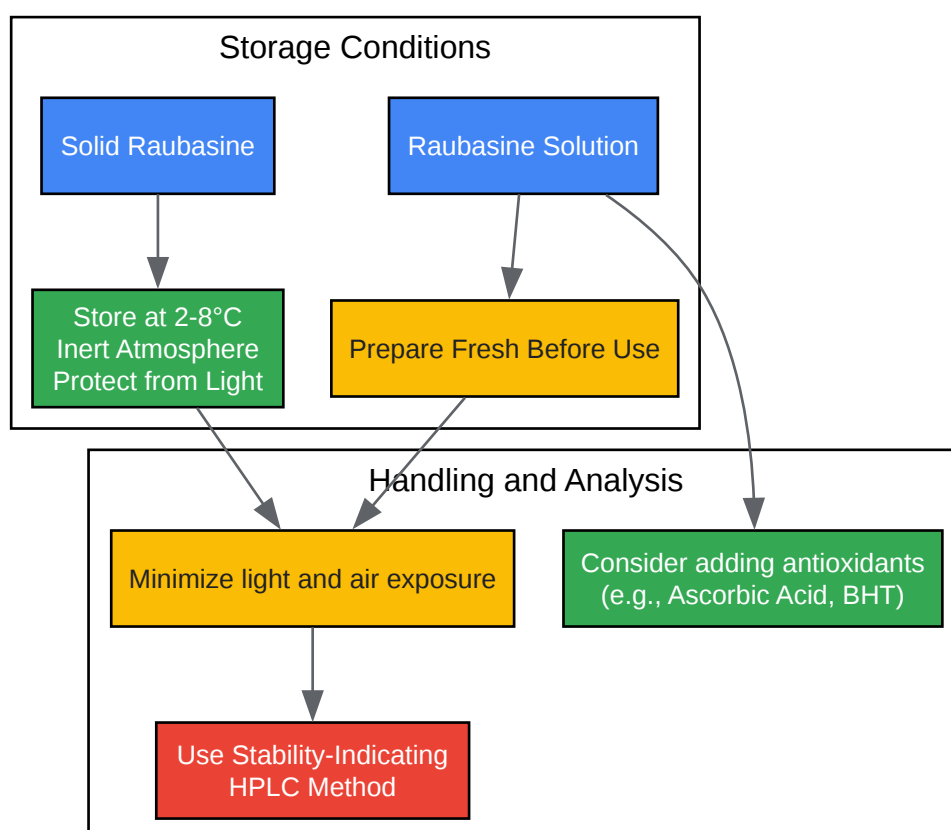 Storage Conditions
Solid Raubasine
Raubasine Solution
Store at 2-8°C
Inert Atmosphere
Protect from Light
Prepare Fresh Before Use
Handling and Analysis
Minimize light and air exposure
Consider adding antioxidants
(e.g., Ascorbic Acid, BHT)
Use Stability-Indicating
HPLC Method